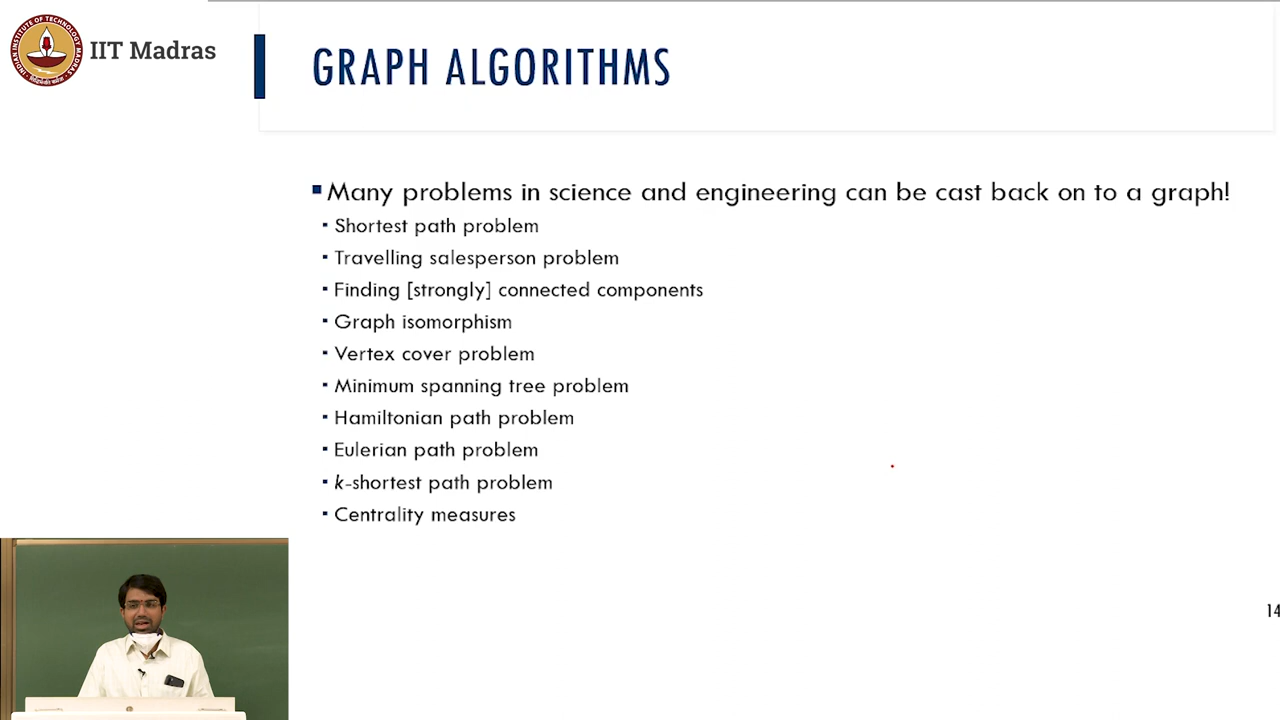 IIT Madras
GRAPH ALGORITHMS
Many problems in science and engineering can be cast back on to a graph!
Shortest path problem
Travelling salesperson problem
Finding [strongly] connected components
Graph isomorphism
Vertex cover problem
Minimum spanning tree problem
Hamiltonian path problem
Eulerian path problem
k-shortest path problem
Centrality measures
14